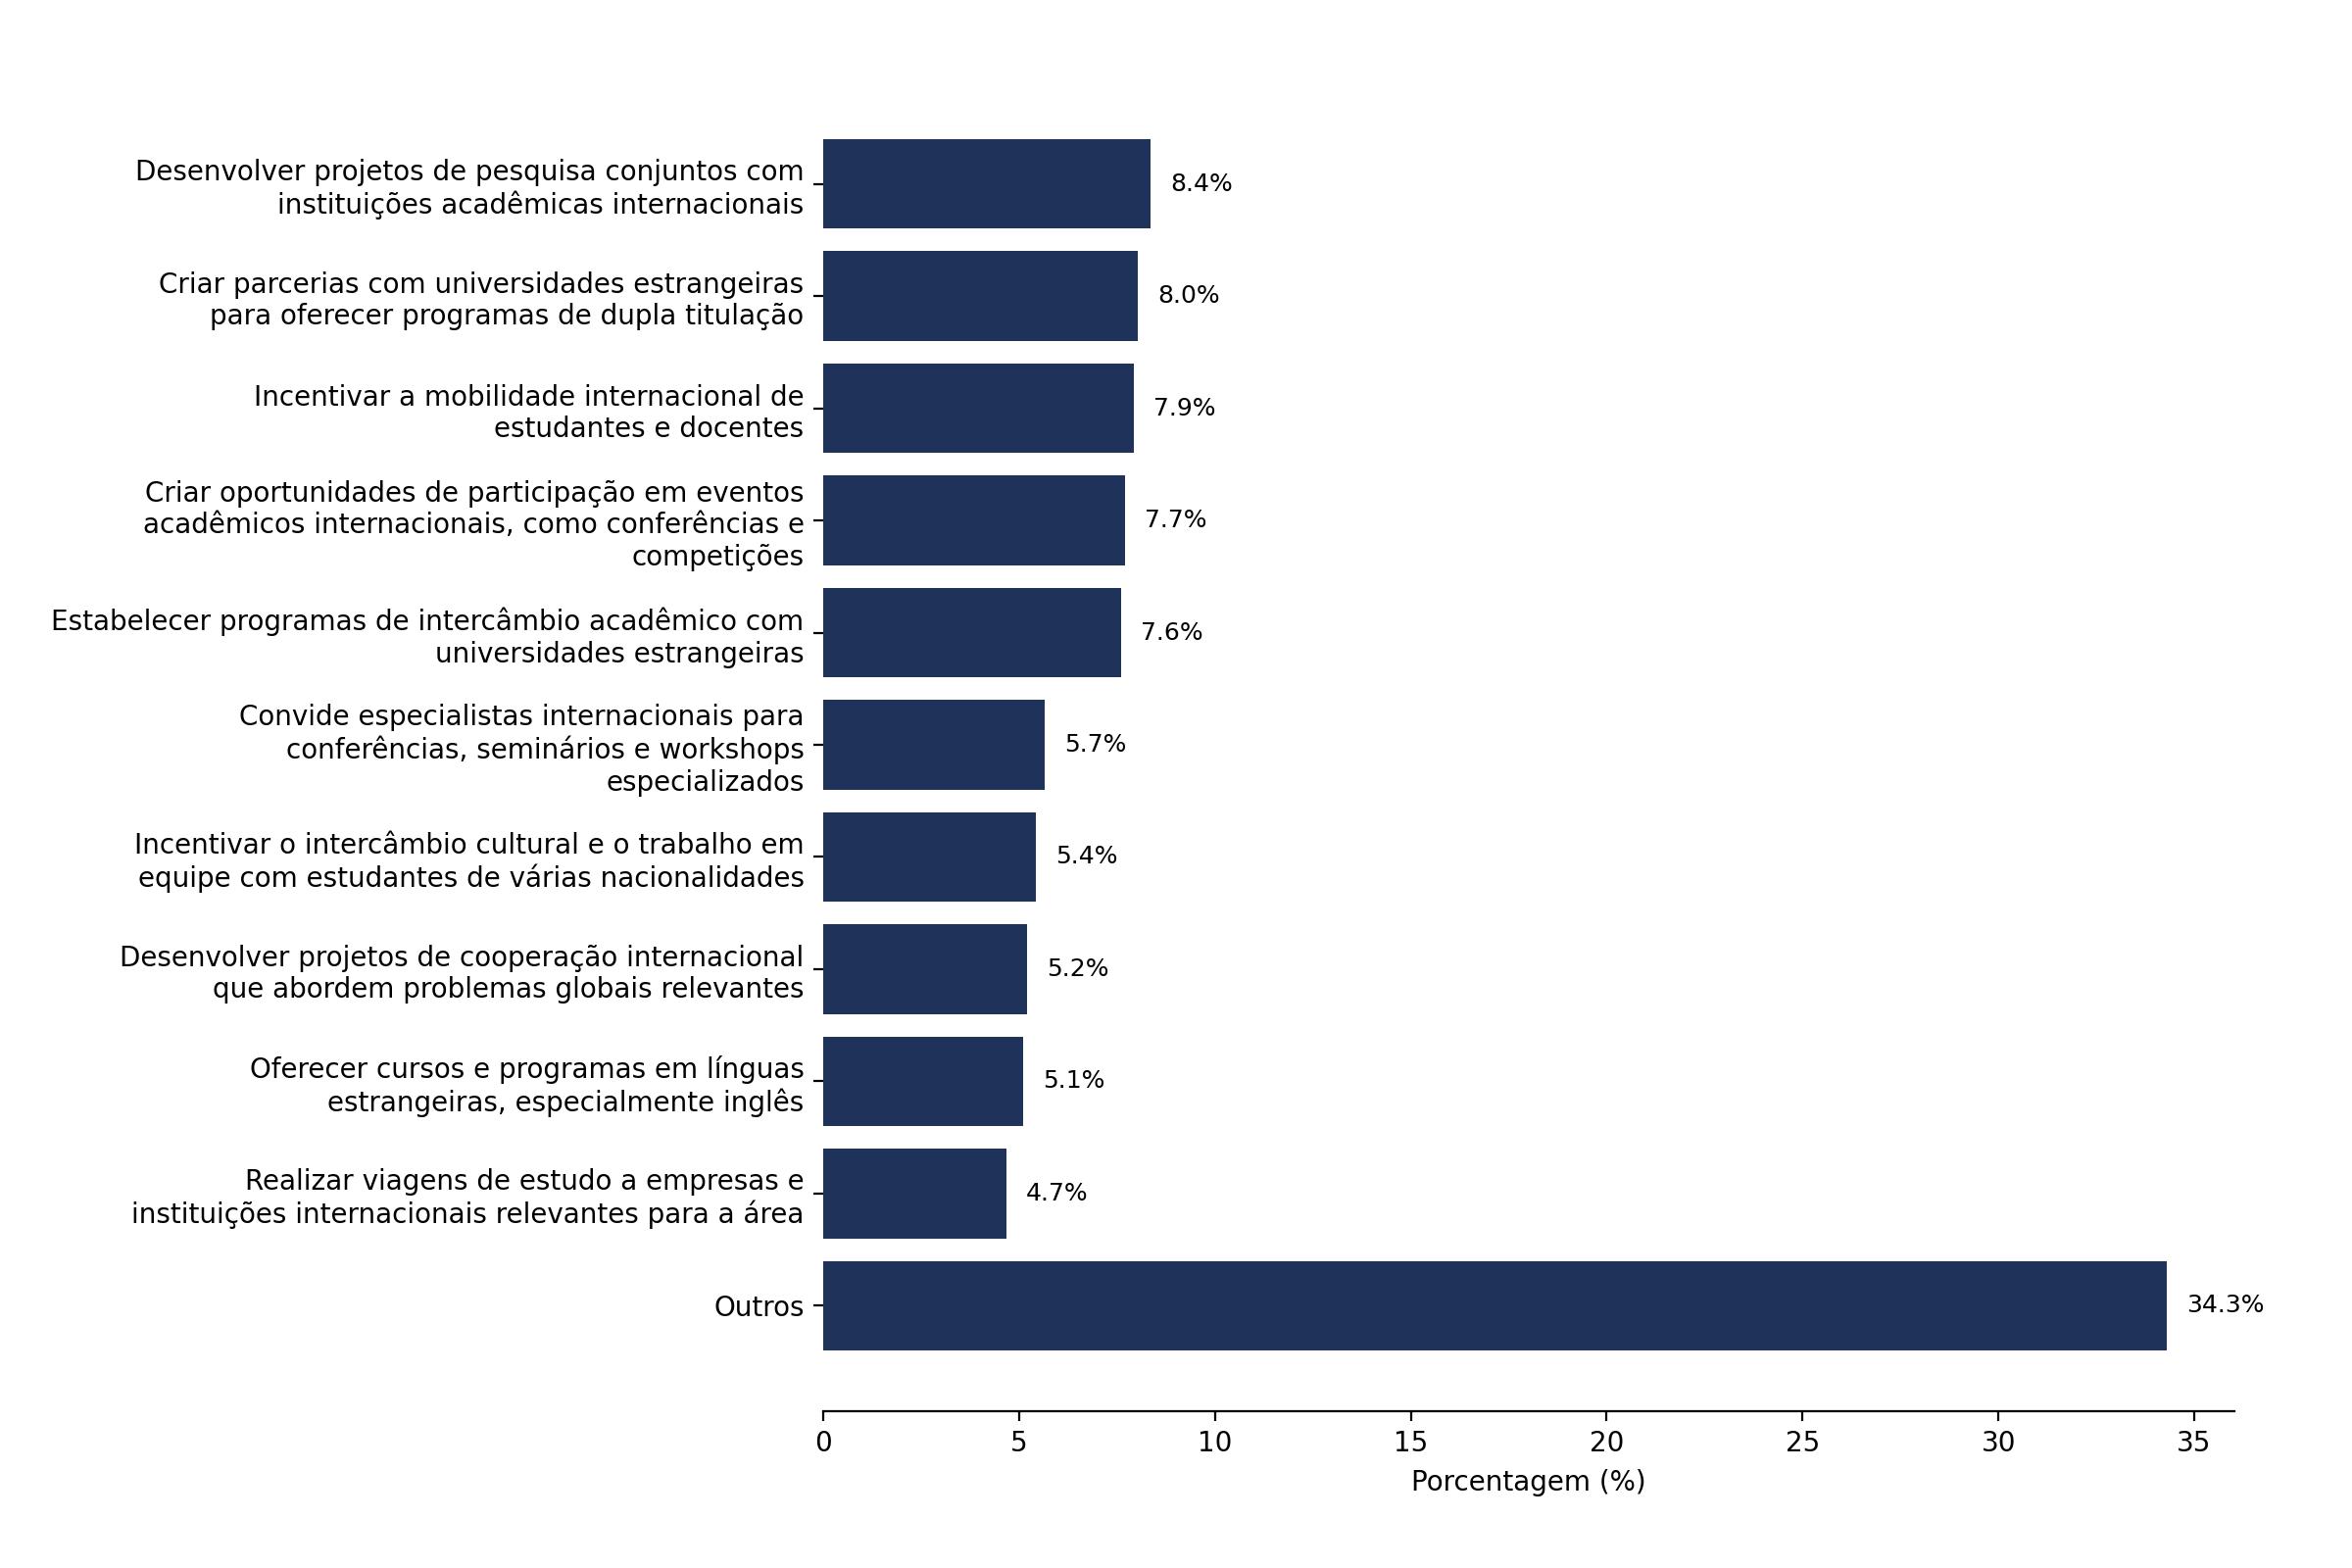 Desenvolver projetos de pesquisa conjuntos com
instituições acadêmicas internacionais
8.4%
Criar parcerias com universidades estrangeiras
para oferecer programas de dupla titulação
8.0%
Incentivar a mobilidade internacional de
estudantes e docentes
7.9%
Criar oportunidades de participação em eventos
acadêmicos internacionais, como conferências e
competições
7.7%
Estabelecer programas de intercâmbio acadêmico com
universidades estrangeiras
7.6%
Convide especialistas internacionais para
conferências, seminários e workshops
especializados
5.7%
Incentivar o intercâmbio cultural e o trabalho em
equipe com estudantes de várias nacionalidades
5.4%
Desenvolver projetos de cooperação internacional
que abordem problemas globais relevantes
5.2%
Oferecer cursos e programas em línguas
estrangeiras, especialmente inglês
5.1%
Realizar viagens de estudo a empresas e
instituições internacionais relevantes para a área
4.7%
Outros
34.3%
0 5 10 15 20 25 30 35
Porcentagem (%)